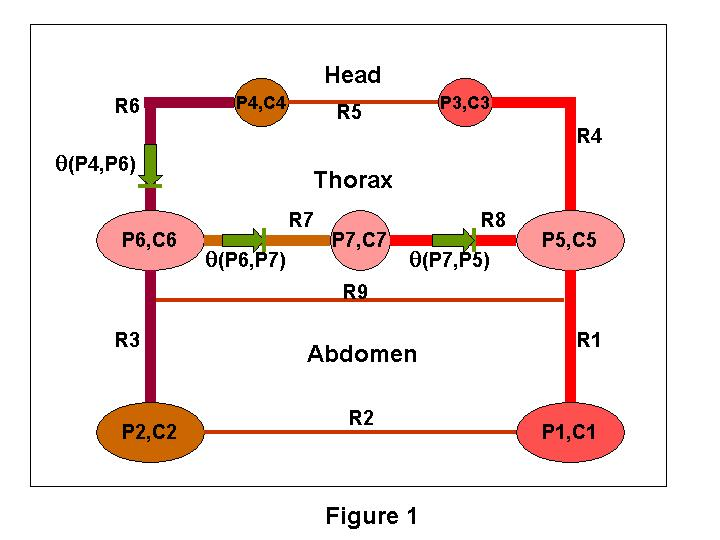 Head
R6
P4,C4
R5
P3,C3
R4
θ(P4,P6)
Thorax
P6,C6
R7
P7,C7
R8
P5,C5
θ(P6,P7)
θ(P7,P5)
R9
R3
Abdomen
R1
P2,C2
R2
P1,C1
Figure 1